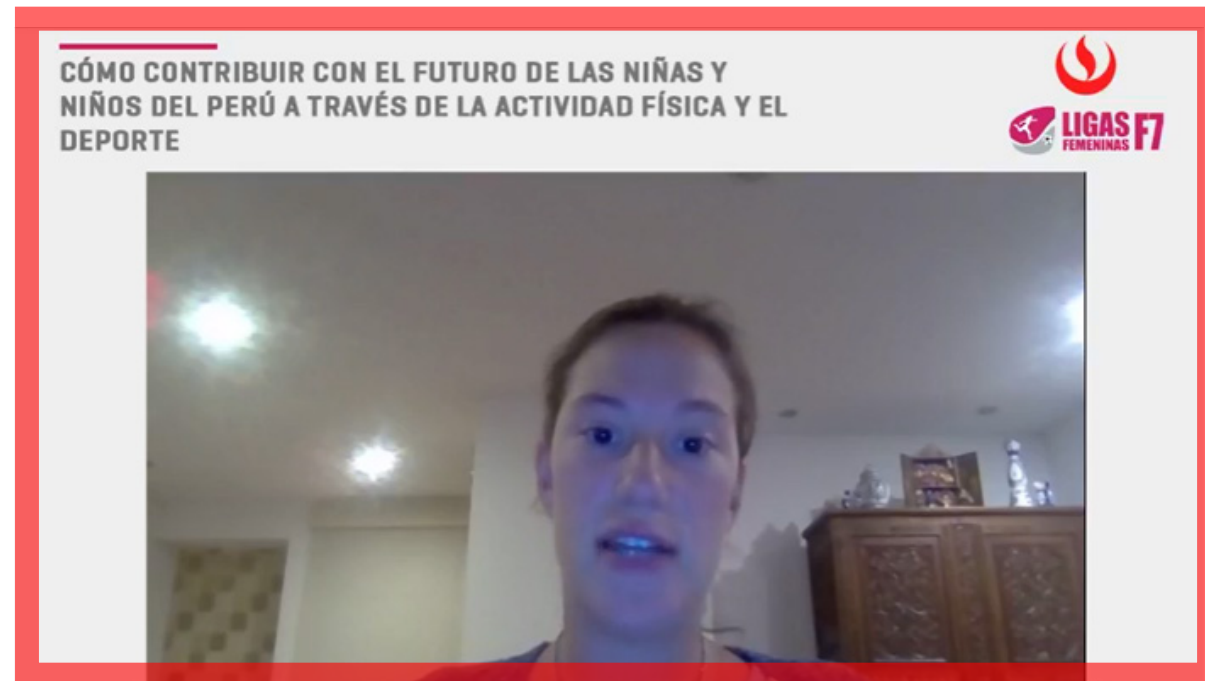 CÓMO CONTRIBUIR CON EL FUTURO DE LAS NIÑAS Y
NIÑOS DEL PERÚ A TRAVÉS DE LA ACTIVIDAD FÍSICA Y EL
DEPORTE
LIGAS F7
FEMENINAS